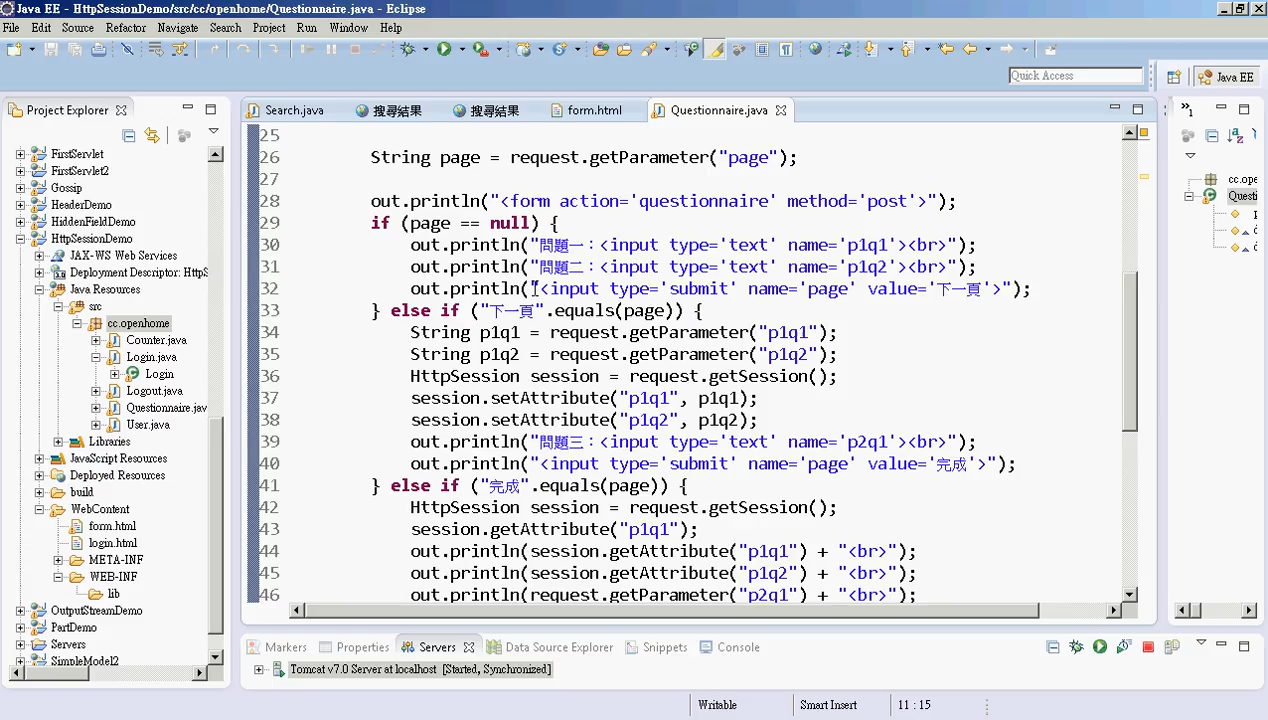 Java EE - HttpSessionDemo/src/cc/openhome/Questionnaire.java - Eclipse
File Edit Source Refactor Navigate Search Project Run Window Help
Quick Access
Java EE
Project Explorer
FirstServlet
FirstServlet2
Gossip
HeaderDemo
HiddenFieldDemo
HttpSessionDemo
JAX-WS Web Services
Deployment Descriptor: HttpS
Java Resources
src
cc.openhome
Counter.java
Login.java
Login
Logout.java
Questionnaire.jav
User.java
Libraries
JavaScript Resources
Deployed Resources
build
WebContent
form.html
login.html
META-INF
WEB-INF
lib
OutputStreamDemo
PartDemo
Servers
SimpleModel2
Search.java 搜尋結果 搜尋結果 form.html Questionnaire.java
25
26 String page = request.getParameter("page");
27
28 out.println("<form action='questionnaire' method='post'>");
29 if (page == null) {
30 out.println("問題一：<input type='text' name='p1q1'><br>");
31 out.println("問題二：<input type='text' name='p1q2'><br>");
32 out.println("<input type='submit' name='page' value='下一頁'>");
33 } else if ("下一頁".equals(page)) {
34 String p1q1 = request.getParameter("p1q1");
35 String p1q2 = request.getParameter("p1q2");
36 HttpSession session = request.getSession();
37 session.setAttribute("p1q1", p1q1);
38 session.setAttribute("p1q2", p1q2);
39 out.println("問題三：<input type='text' name='p2q1'><br>");
40 out.println("<input type='submit' name='page' value='完成'>");
41 } else if ("完成".equals(page)) {
42 HttpSession session = request.getSession();
43 session.getAttribute("p1q1");
44 out.println(session.getAttribute("p1q1") + "<br>");
45 out.println(session.getAttribute("p1q2") + "<br>");
46 out.println(request.getParameter("p2q1") + "<br>");
»1
cc.ope
Questi
Markers Properties Servers Data Source Explorer Snippets Console
Tomcat v7.0 Server at localhost [Started, Synchronized]
Writable Smart Insert 11 : 15